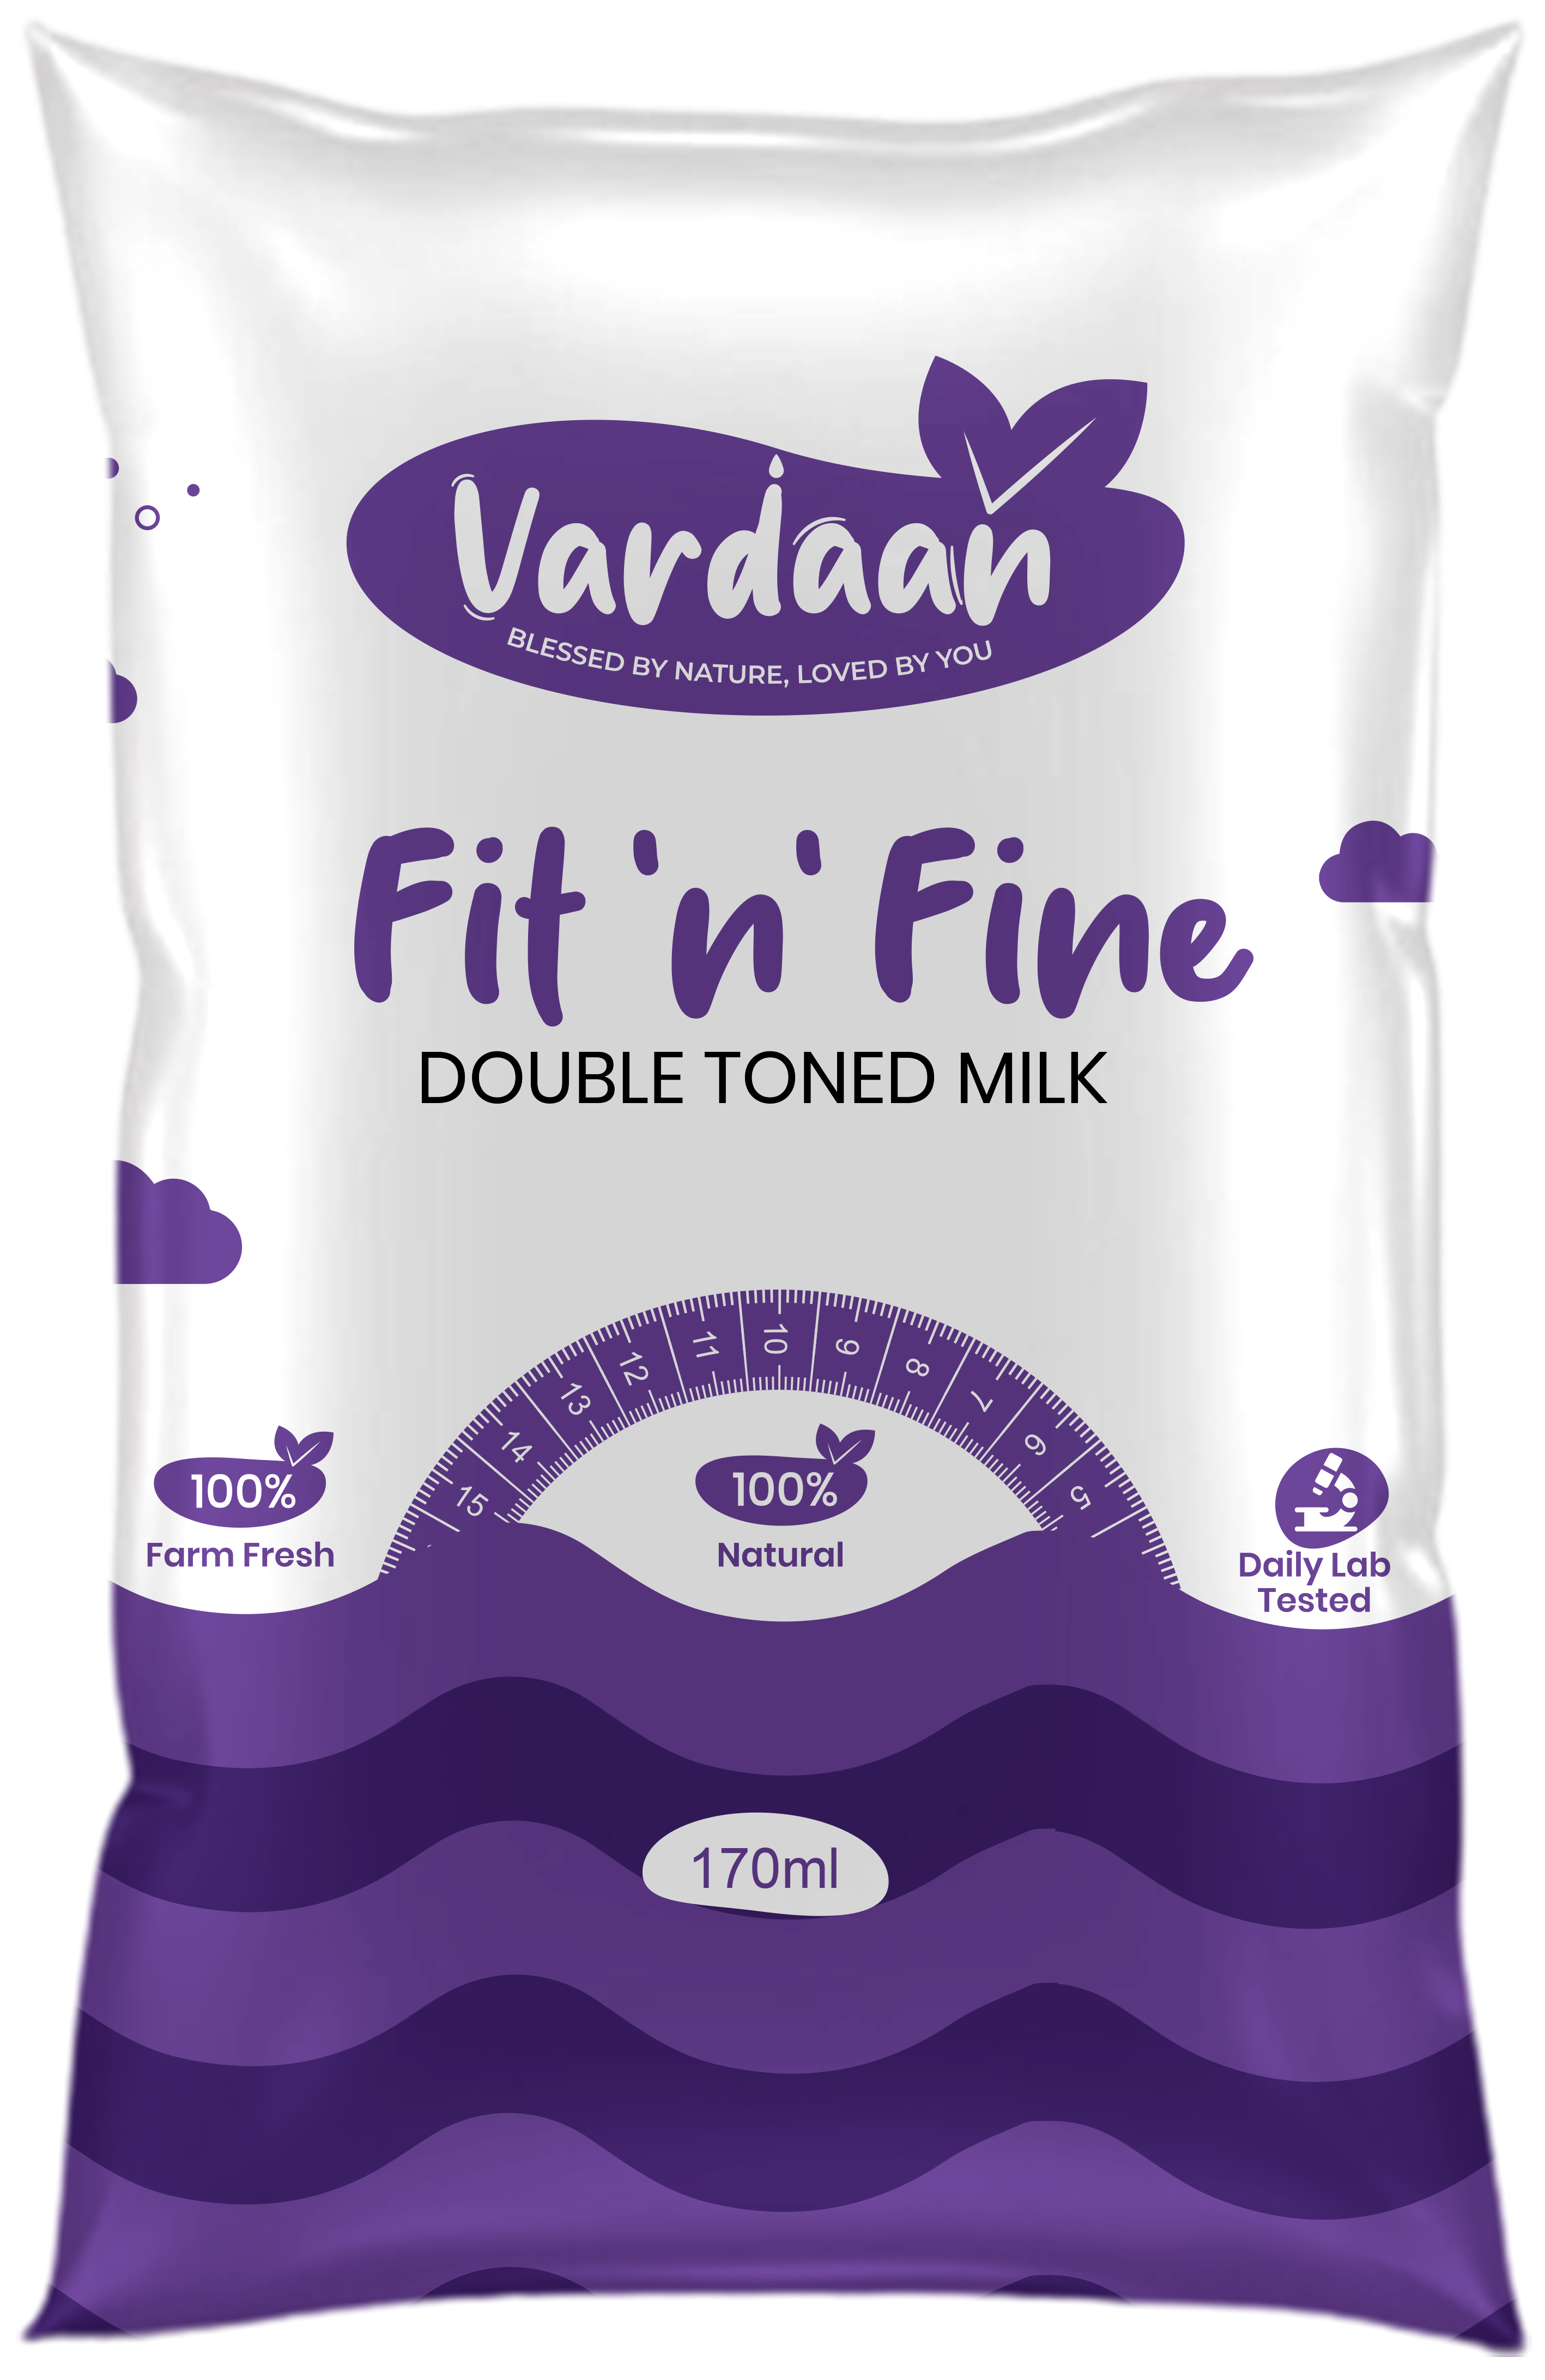 Vardaan
BLESSED BY NATURE, LOVED BY YOU
Fit 'n' Fine
DOUBLE TONED MILK
15 14 13 12 11 10 9 8 7 6 5
100%
Farm Fresh
100%
Natural
Daily Lab
Tested
170ml